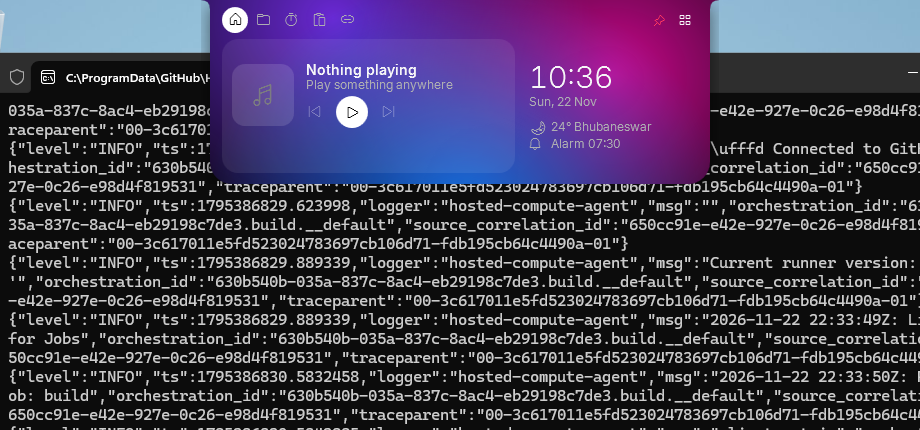 Nothing playing
Play something anywhere
10:36
Sun, 22 Nov
24° Bhubaneswar
Alarm 07:30
C:\ProgramData\GitHub\H
035a-837c-8ac4-eb29198c -e42e-927e-0c26-e98d4f81953
raceparent":"00-3c61701
{"level":"INFO","ts":17 \ufffd Connected to GitH
hestration_id":"630b540 correlation_id":"650cc91
27e-0c26-e98d4f819531","traceparent":"00-3c617011e5fd523024783697cb106d71-fdb195cb64c4490a-01"}
{"level":"INFO","ts":1795386829.623998,"logger":"hosted-compute-agent","msg":"","orchestration_id":"63
35a-837c-8ac4-eb29198c7de3.build.__default","source_correlation_id":"650cc91e-e42e-927e-0c26-e98d4f819
aceparent":"00-3c617011e5fd523024783697cb106d71-fdb195cb64c4490a-01"}
{"level":"INFO","ts":1795386829.889339,"logger":"hosted-compute-agent","msg":"Current runner version:
'","orchestration_id":"630b540b-035a-837c-8ac4-eb29198c7de3.build.__default","source_correlation_id":"
-e42e-927e-0c26-e98d4f819531","traceparent":"00-3c617011e5fd523024783697cb106d71-fdb195cb64c4490a-01"
{"level":"INFO","ts":1795386829.889339,"logger":"hosted-compute-agent","msg":"2026-11-22 22:33:49Z: Li
for Jobs","orchestration_id":"630b540b-035a-837c-8ac4-eb29198c7de3.build.__default","source_correlatio
50cc91e-e42e-927e-0c26-e98d4f819531","traceparent":"00-3c617011e5fd523024783697cb106d71-fdb195cb64c449
{"level":"INFO","ts":1795386830.5832458,"logger":"hosted-compute-agent","msg":"2026-11-22 22:33:50Z:
ob: build","orchestration_id":"630b540b-035a-837c-8ac4-eb29198c7de3.build.__default","source_correlat
650cc91e-e42e-927e-0c26-e98d4f819531","traceparent":"00-3c617011e5fd523024783697cb106d71-fdb195cb64c4